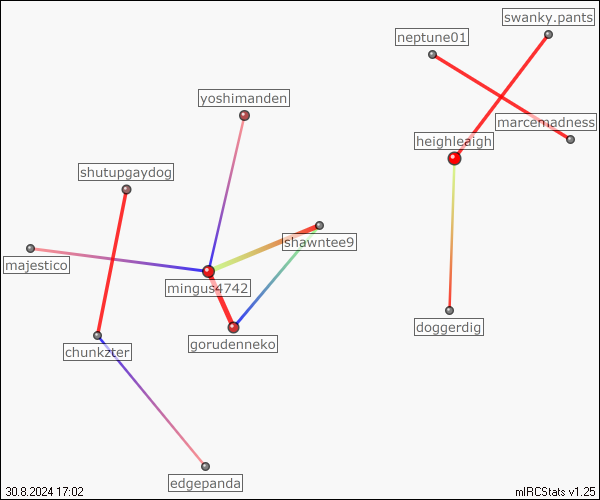 swanky.pants
neptune01
yoshimanden
marcemadness
heighleaigh
shutupgaydog
shawntee9
majestico
mingus4742
doggerdig
gorudenneko
chunkzter
edgepanda
30.8.2024 17:02
mIRCStats v1.25